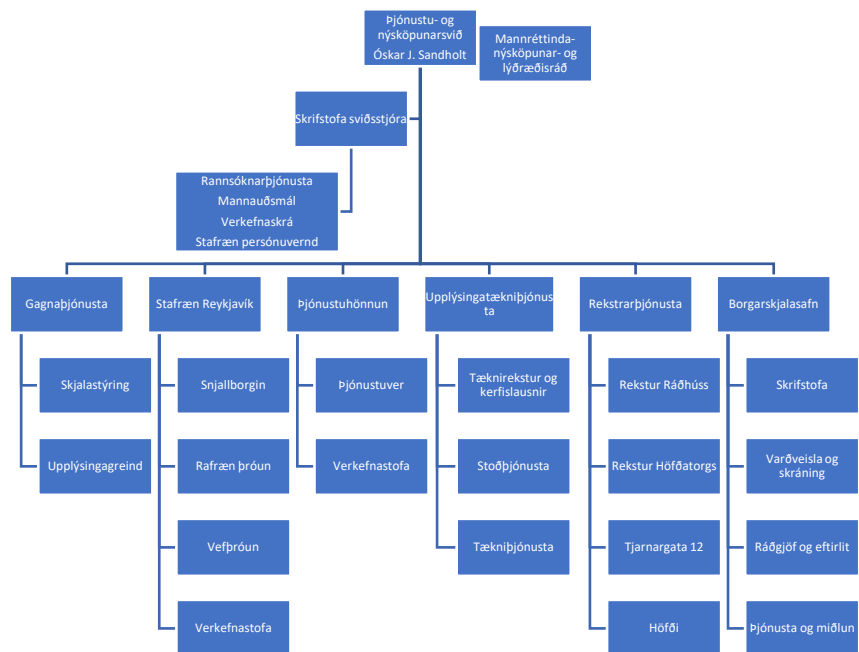 Þjónustu- og
nýsköpunarsvið
Óskar J. Sandholt
Mannréttinda-
nýsköpunar- og
lýðræðisráð
Skrifstofa sviðsstjóra
Rannsóknarþjónusta
Mannauðsmál
Verkefnaskrá
Stafræn persónuvernd
Gagnaþjónusta
Stafræn Reykjavík
Þjónustuhönnun
Upplýsingatækniþjónus
ta
Rekstrarþjónusta
Borgarskjalasafn
Skjalastýring
Snjallborgin
Þjónustuver
Tæknirekstur og
kerfislausnir
Rekstur Ráðhúss
Skrifstofa
Upplýsingagreind
Rafræn þróun
Verkefnastofa
Stoðþjónusta
Rekstur Höfðatorgs
Varðveisla og
skráning
Vefþróun
Tækniþjónusta
Tjarnargata 12
Ráðgjöf og eftirlit
Verkefnastofa
Höfði
Þjónusta og miðlun